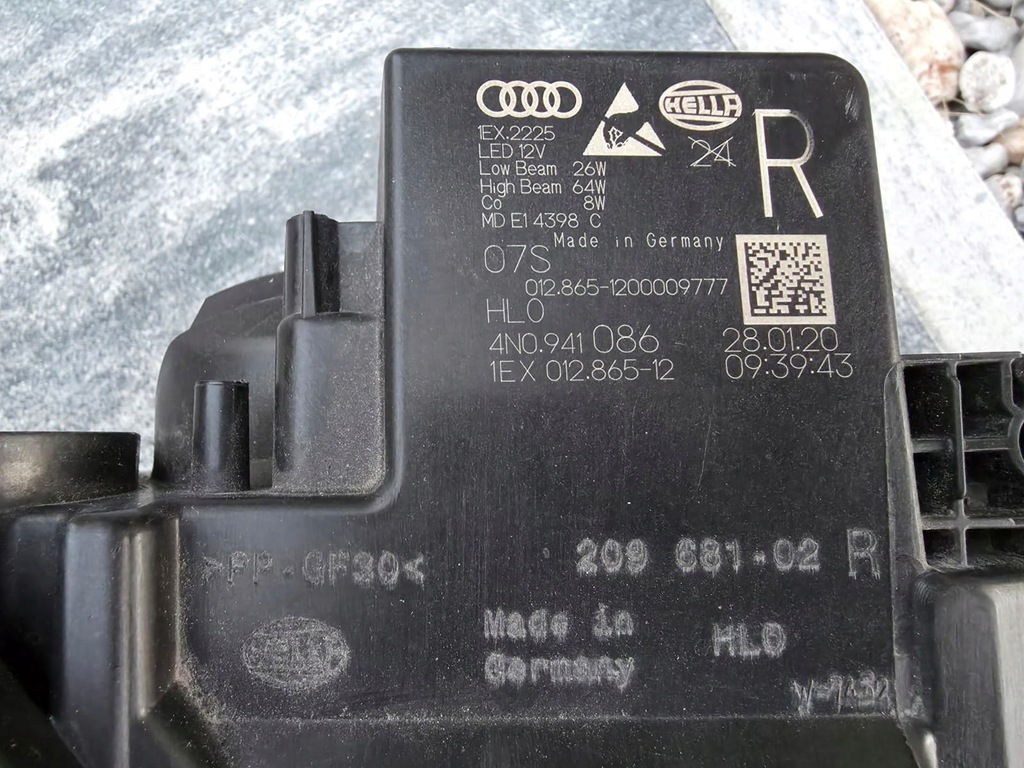 HELLA
24
R
1EX.2225
LED 12V
Low Beam 26W
High Beam 64W
Co 8W
MD E1 4398 C
Made in Germany
07S
012.865-1200009777
HLO
4N0.941 086 28.01.20
1EX 012.865-12 09:39:43
>PP-GF30< 209 681-02 R
Made in HLO
Germany
HELLA